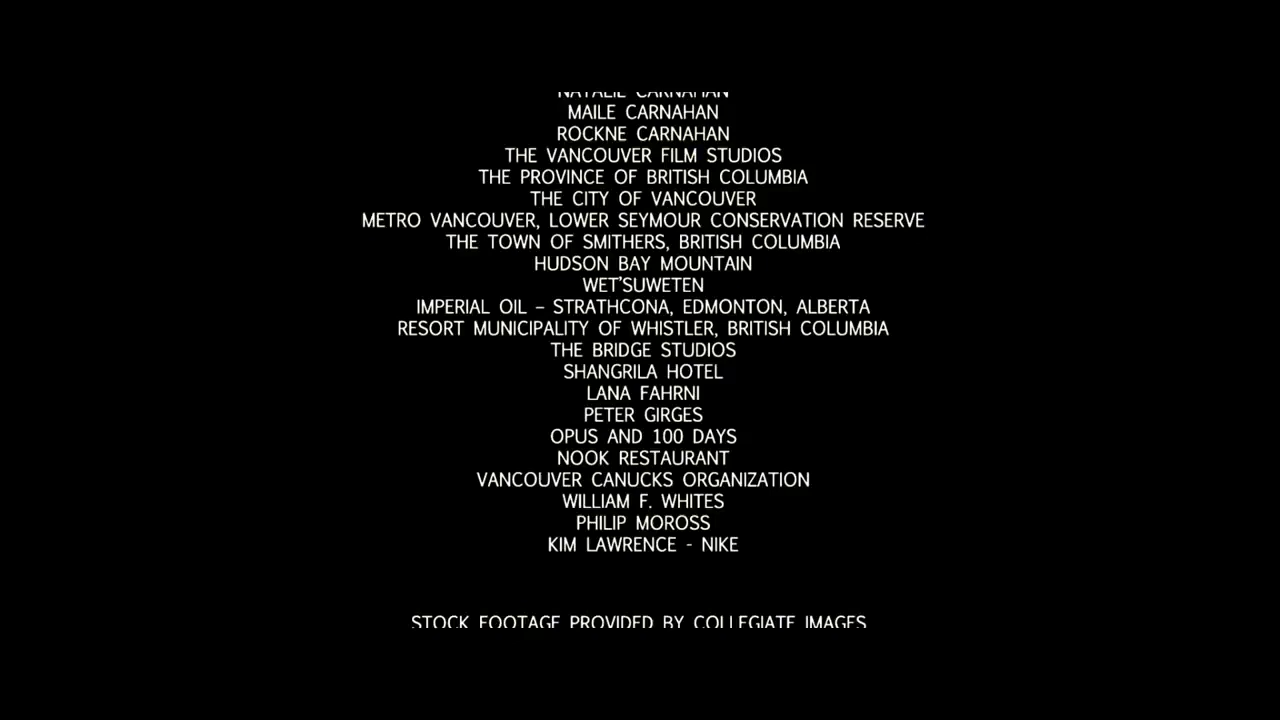 NATALIE CARNAHAN
MAILE CARNAHAN
ROCKNE CARNAHAN
THE VANCOUVER FILM STUDIOS
THE PROVINCE OF BRITISH COLUMBIA
THE CITY OF VANCOUVER
METRO VANCOUVER, LOWER SEYMOUR CONSERVATION RESERVE
THE TOWN OF SMITHERS, BRITISH COLUMBIA
HUDSON BAY MOUNTAIN
WET'SUWETEN
IMPERIAL OIL – STRATHCONA, EDMONTON, ALBERTA
RESORT MUNICIPALITY OF WHISTLER, BRITISH COLUMBIA
THE BRIDGE STUDIOS
SHANGRILA HOTEL
LANA FAHRNI
PETER GIRGES
OPUS AND 100 DAYS
NOOK RESTAURANT
VANCOUVER CANUCKS ORGANIZATION
WILLIAM F. WHITES
PHILIP MOROSS
KIM LAWRENCE - NIKE
STOCK FOOTAGE PROVIDED BY COLLEGIATE IMAGES